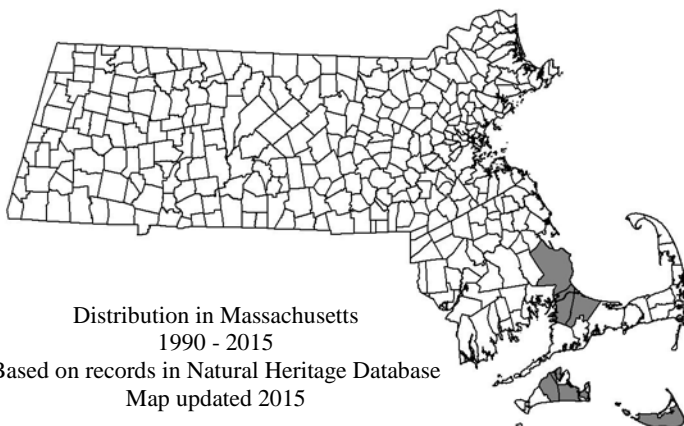 Distribution in Massachusetts
1990 - 2015
Based on records in Natural Heritage Database
Map updated 2015